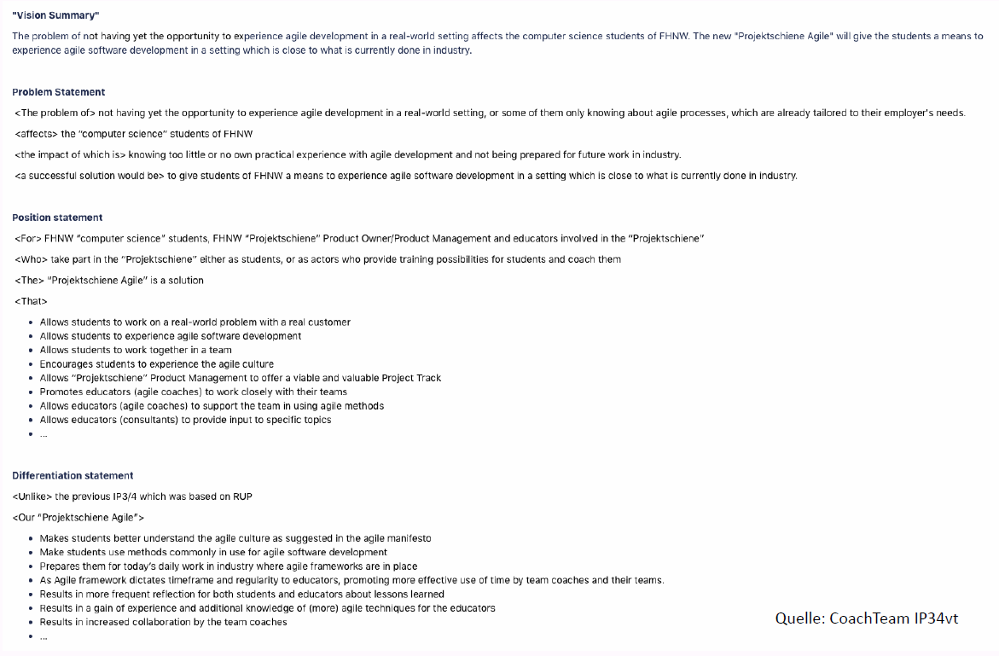 "Vision Summary"
The problem of not having yet the opportunity to experience agile development in a real-world setting affects the computer science students of FHNW. The new "Projektschiene Agile" will give the students a means to
experience agile software development in a setting which is close to what is currently done in industry.
Problem Statement
<The problem of> not having yet the opportunity to experience agile development in a real-world setting, or some of them only knowing about agile processes, which are already tailored to their employer's needs.
<affects> the “computer science” students of FHNW
<the impact of which is> knowing too little or no own practical experience with agile development and not being prepared for future work in industry.
<a successful solution would be> to give students of FHNW a means to experience agile software development in a setting which is close to what is currently done in industry.
Position statement
<For> FHNW “computer science” students, FHNW “Projektschiene” Product Owner/Product Management and educators involved in the “Projektschiene”
<Who> take part in the “Projektschiene” either as students, or as actors who provide training possibilities for students and coach them
<The> “Projektschiene Agile” is a solution
<That>
• Allows students to work on a real-world problem with a real customer
• Allows students to experience agile software development
• Allows students to work together in a team
• Encourages students to experience the agile culture
• Allows “Projektschiene” Product Management to offer a viable and valuable Project Track
• Promotes educators (agile coaches) to work closely with their teams
• Allows educators (agile coaches) to support the team in using agile methods
• Allows educators (consultants) to provide input to specific topics
• ...
Differentiation statement
<Unlike> the previous IP3/4 which was based on RUP
<Our “Projektschiene Agile”>
• Makes students better understand the agile culture as suggested in the agile manifesto
• Make students use methods commonly in use for agile software development
• Prepares them for today’s daily work in industry where agile frameworks are in place
• As Agile framework dictates timeframe and regularity to educators, promoting more effective use of time by team coaches and their teams.
• Results in more frequent reflection for both students and educators about lessons learned
• Results in a gain of experience and additional knowledge of (more) agile techniques for the educators
• Results in increased collaboration by the team coaches
• ...
Quelle: CoachTeam IP34vt